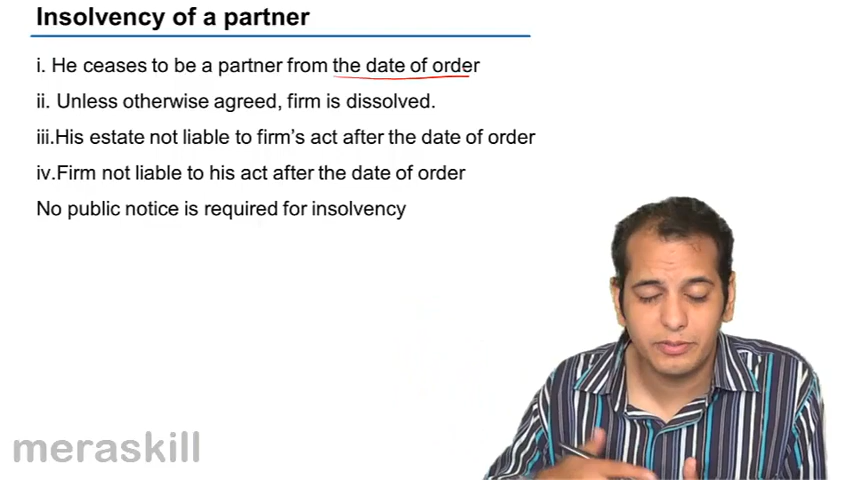 Insolvency of a partner
i. He ceases to be a partner from the date of order
ii. Unless otherwise agreed, firm is dissolved.
iii.His estate not liable to firm's act after the date of order
iv.Firm not liable to his act after the date of order
No public notice is required for insolvency
meraskill